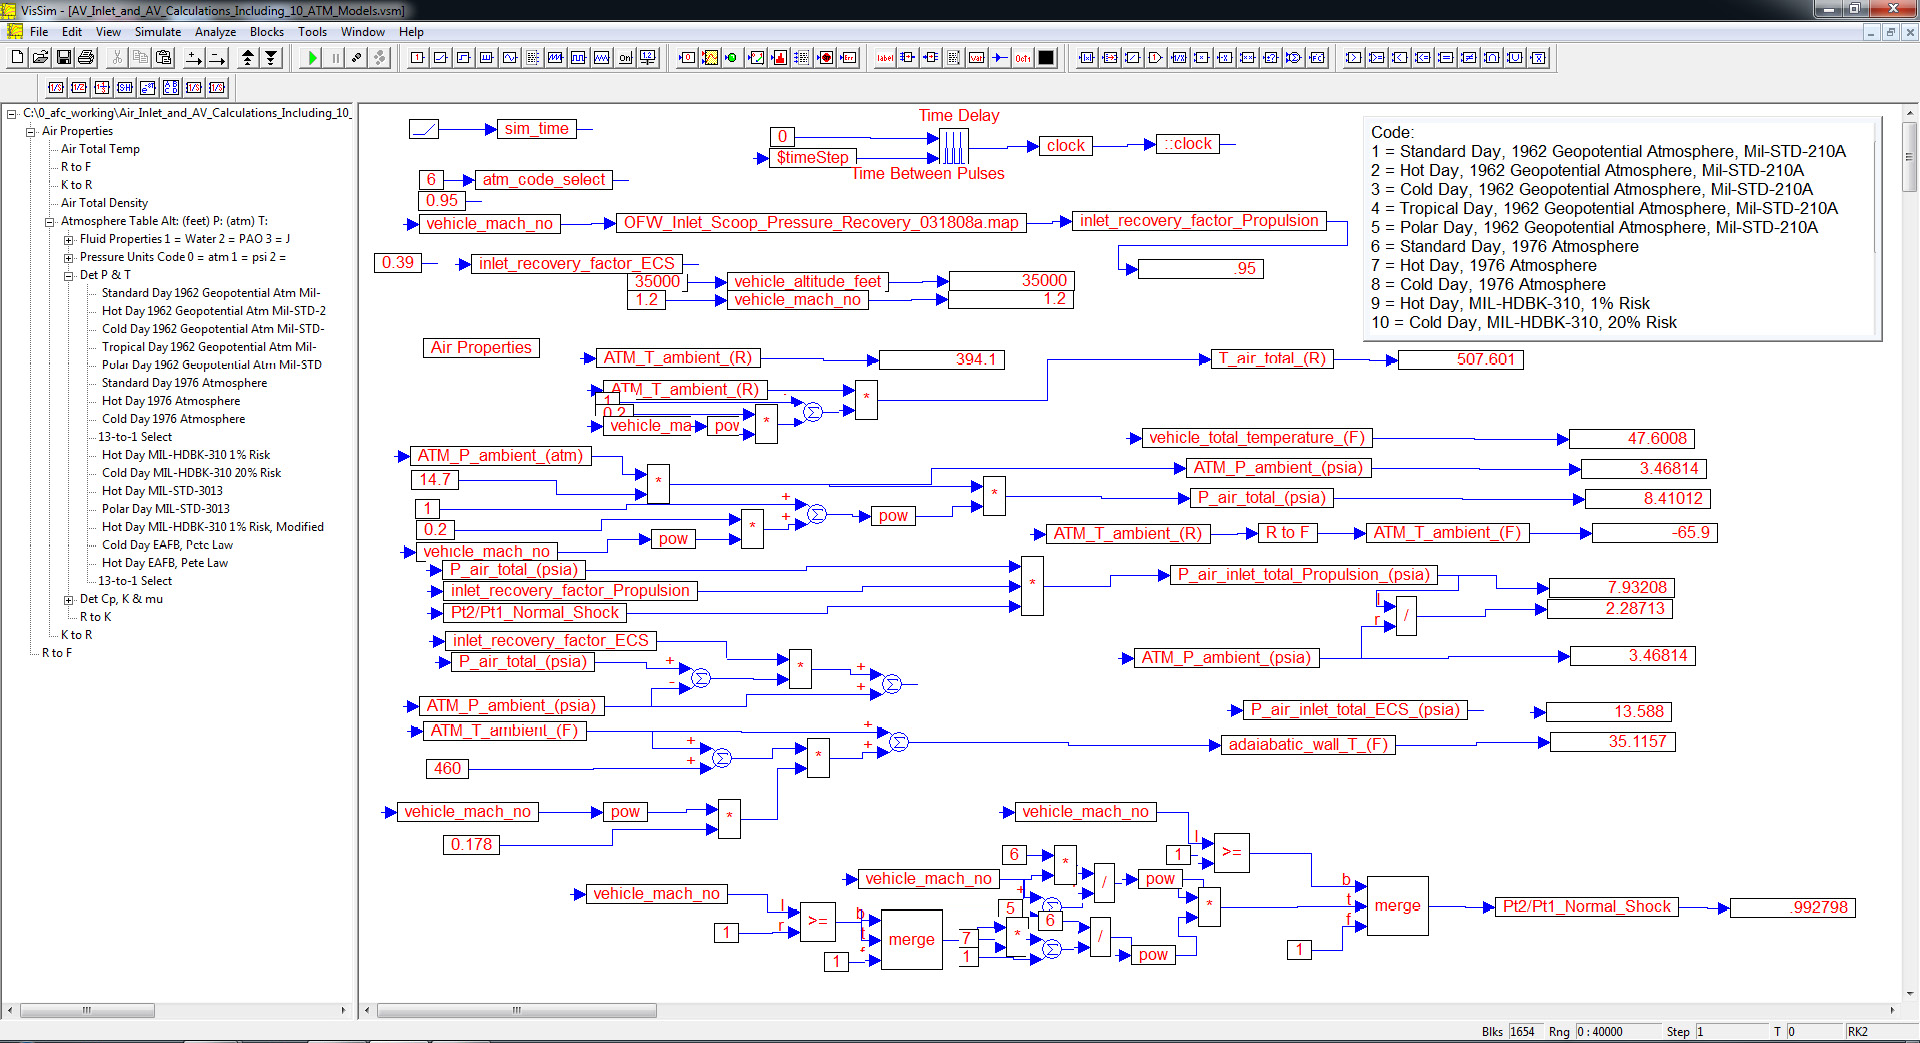 VisSim - [AV_Inlet_and_AV_Calculations_Including_10_ATM_Models.vsm]
File Edit View Simulate Analyze Blocks Tools Window Help
C:\0_afc_working\Air_Inlet_and_AV_Calculations_Including_10_
Air Properties
Air Total Temp
R to F
K to R
Air Total Density
Atmosphere Table Alt: (feet) P: (atm) T:
Fluid Properties 1 = Water 2 = PAO 3 = J
Pressure Units Code 0 = atm 1 = psi 2 =
Det P & T
Standard Day 1962 Geopotential Atm Mil-
Hot Day 1962 Geopotential Atm Mil-STD-2
Cold Day 1962 Geopotential Atm Mil-STD-
Tropical Day 1962 Geopotential Atm Mil-
Polar Day 1962 Geopotential Atm Mil-STD
Standard Day 1976 Atmosphere
Hot Day 1976 Atmosphere
Cold Day 1976 Atmosphere
13-to-1 Select
Hot Day MIL-HDBK-310 1% Risk
Cold Day MIL-HDBK-310 20% Risk
Hot Day MIL-STD-3013
Polar Day MIL-STD-3013
Hot Day MIL-HDBK-310 1% Risk, Modified
Cold Day EAFB, Pete Law
Hot Day EAFB, Pete Law
13-to-1 Select
Det Cp, K & mu
R to K
K to R
R to F
sim_time
Time Delay
0
$timeStep
clock
::clock
Time Between Pulses
6 atm_code_select
0.95
vehicle_mach_no OFW_Inlet_Scoop_Pressure_Recovery_031808a.map inlet_recovery_factor_Propulsion
.95
0.39 inlet_recovery_factor_ECS
35000 vehicle_altitude_feet 35000
1.2 vehicle_mach_no 1.2
Code:
1 = Standard Day, 1962 Geopotential Atmosphere, Mil-STD-210A
2 = Hot Day, 1962 Geopotential Atmosphere, Mil-STD-210A
3 = Cold Day, 1962 Geopotential Atmosphere, Mil-STD-210A
4 = Tropical Day, 1962 Geopotential Atmosphere, Mil-STD-210A
5 = Polar Day, 1962 Geopotential Atmosphere, Mil-STD-210A
6 = Standard Day, 1976 Atmosphere
7 = Hot Day, 1976 Atmosphere
8 = Cold Day, 1976 Atmosphere
9 = Hot Day, MIL-HDBK-310, 1% Risk
10 = Cold Day, MIL-HDBK-310, 20% Risk
Air Properties
ATM_T_ambient_(R) 394.1 T_air_total_(R) 507.601
ATM_T_ambient_(R) *
1
0.2 *
vehicle_ma pow
vehicle_total_temperature_(F) 47.6008
ATM_P_ambient_(atm) ATM_P_ambient_(psia) 3.46814
14.7 * *
P_air_total_(psia) 8.41012
1
0.2 * pow
pow
ATM_T_ambient_(R) R to F ATM_T_ambient_(F) -65.9
vehicle_mach_no
P_air_total_(psia) *
P_air_inlet_total_Propulsion_(psia) 7.93208
inlet_recovery_factor_Propulsion
Pt2/Pt1_Normal_Shock l r / 2.28713
inlet_recovery_factor_ECS
P_air_total_(psia) *
ATM_P_ambient_(psia) 3.46814
ATM_P_ambient_(psia)
P_air_inlet_total_ECS_(psia) 13.588
ATM_T_ambient_(F)
460 *
adaiabatic_wall_T_(F) 35.1157
vehicle_mach_no pow *
0.178
vehicle_mach_no
1 l >=
6 *
vehicle_mach_no / pow
vehicle_mach_no
1 l r >=
5 6
b t merge 7 1 * / pow
1
*
b t f merge
1
Pt2/Pt1_Normal_Shock .992798
Blks 1654 Rng 0 : 40000 Step 1 T 0 RK2